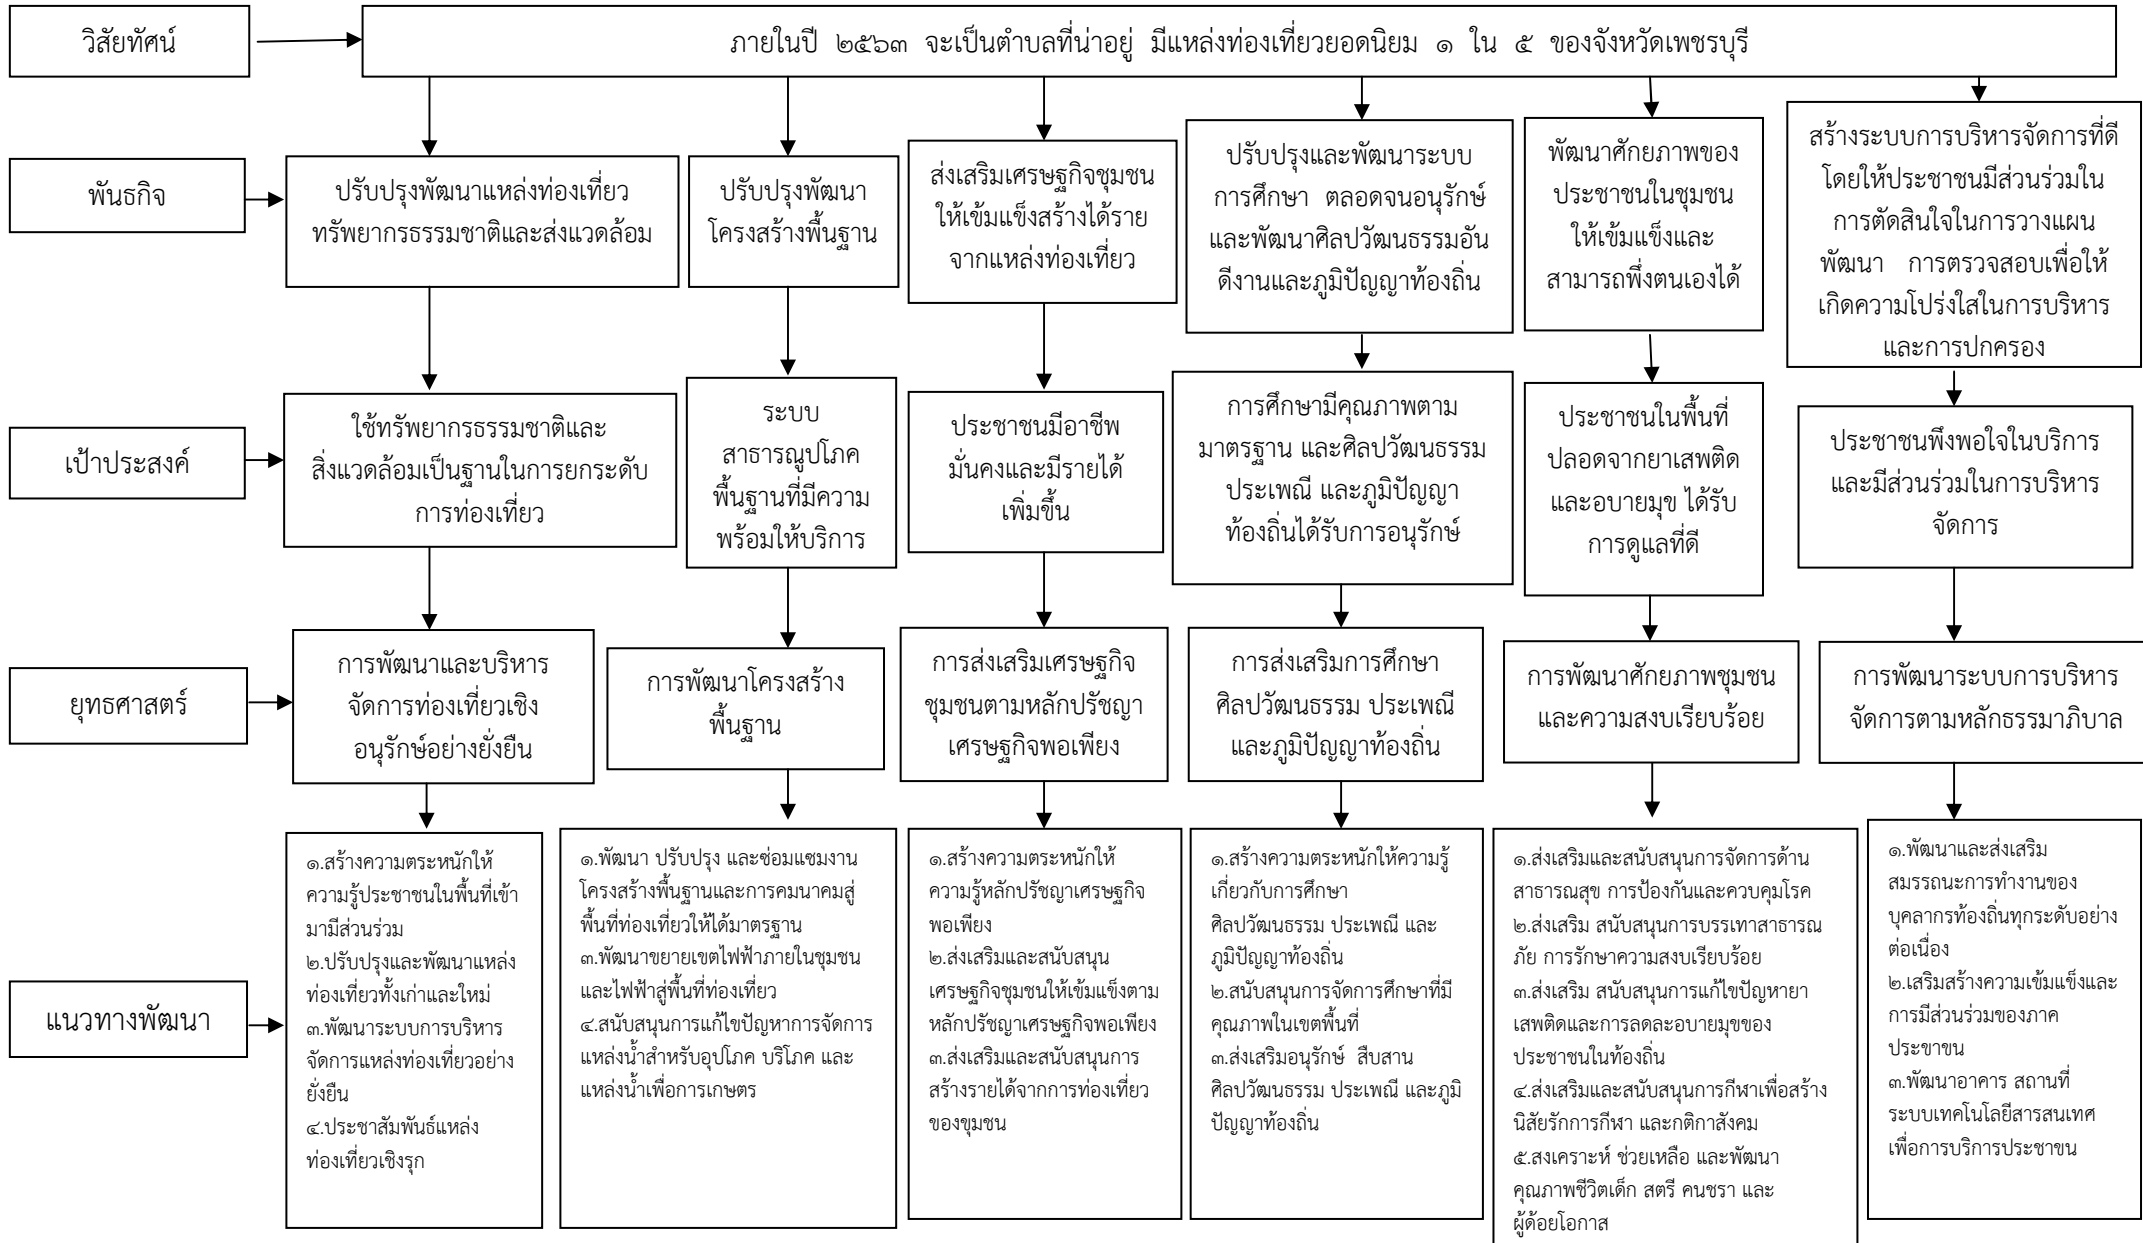 วิสัยทัศน์
ภายในปี ๒๕๖๓ จะเป็นตำบลที่น่าอยู่ มีแหล่งท่องเที่ยวยอดนิยม ๑ ใน ๕ ของจังหวัดเพชรบุรี
พันธกิจ
ปรับปรุงพัฒนาแหล่งท่องเที่ยว
ทรัพยากรธรรมชาติและส่งแวดล้อม
ปรับปรุงพัฒนา
โครงสร้างพื้นฐาน
ส่งเสริมเศรษฐกิจชุมชน
ให้เข้มแข็งสร้างได้ราย
จากแหล่งท่องเที่ยว
ปรับปรุงและพัฒนาระบบ
การศึกษา ตลอดจนอนุรักษ์
และพัฒนาศิลปวัฒนธรรมอัน
ดีงานและภูมิปัญญาท้องถิ่น
พัฒนาศักยภาพของ
ประชาชนในชุมชน
ให้เข้มแข็งและ
สามารถพึ่งตนเองได้
สร้างระบบการบริหารจัดการที่ดี
โดยให้ประชาชนมีส่วนร่วมใน
การตัดสินใจในการวางแผน
พัฒนา การตรวจสอบเพื่อให้
เกิดความโปร่งใสในการบริหาร
และการปกครอง
เป้าประสงค์
ใช้ทรัพยากรธรรมชาติและ
สิ่งแวดล้อมเป็นฐานในการยกระดับ
การท่องเที่ยว
ระบบ
สาธารณูปโภค
พื้นฐานที่มีความ
พร้อมให้บริการ
ประชาชนมีอาชีพ
มั่นคงและมีรายได้
เพิ่มขึ้น
การศึกษามีคุณภาพตาม
มาตรฐาน และศิลปวัฒนธรรม
ประเพณี และภูมิปัญญา
ท้องถิ่นได้รับการอนุรักษ์
ประชาชนในพื้นที่
ปลอดจากยาเสพติด
และอบายมุข ได้รับ
การดูแลที่ดี
ประชาชนพึงพอใจในบริการ
และมีส่วนร่วมในการบริหาร
จัดการ
ยุทธศาสตร์
การพัฒนาและบริหาร
จัดการท่องเที่ยวเชิง
อนุรักษ์อย่างยั่งยืน
การพัฒนาโครงสร้าง
พื้นฐาน
การส่งเสริมเศรษฐกิจ
ชุมชนตามหลักปรัชญา
เศรษฐกิจพอเพียง
การส่งเสริมการศึกษา
ศิลปวัฒนธรรม ประเพณี
และภูมิปัญญาท้องถิ่น
การพัฒนาศักยภาพชุมชน
และความสงบเรียบร้อย
การพัฒนาระบบการบริหาร
จัดการตามหลักธรรมาภิบาล
แนวทางพัฒนา
๑.สร้างความตระหนักให้
ความรู้ประชาชนในพื้นที่เข้า
มามีส่วนร่วม
๒.ปรับปรุงและพัฒนาแหล่ง
ท่องเที่ยวทั้งเก่าและใหม่
๓.พัฒนาระบบการบริหาร
จัดการแหล่งท่องเที่ยวอย่าง
ยั่งยืน
๔.ประชาสัมพันธ์แหล่ง
ท่องเที่ยวเชิงรุก
๑.พัฒนา ปรับปรุง และซ่อมแซมงาน
โครงสร้างพื้นฐานและการคมนาคมสู่
พื้นที่ท่องเที่ยวให้ได้มาตรฐาน
๓.พัฒนาขยายเขตไฟฟ้าภายในชุมชน
และไฟฟ้าสู่พื้นที่ท่องเที่ยว
๔.สนับสนุนการแก้ไขปัญหาการจัดการ
แหล่งน้ำสำหรับอุปโภค บริโภค และ
แหล่งน้ำเพื่อการเกษตร
๑.สร้างความตระหนักให้
ความรู้หลักปรัชญาเศรษฐกิจ
พอเพียง
๒.ส่งเสริมและสนับสนุน
เศรษฐกิจชุมชนให้เข้มแข็งตาม
หลักปรัชญาเศรษฐกิจพอเพียง
๓.ส่งเสริมและสนับสนุนการ
สร้างรายได้จากการท่องเที่ยว
ของขุมชน
๑.สร้างความตระหนักให้ความรู้
เกี่ยวกับการศึกษา
ศิลปวัฒนธรรม ประเพณี และ
ภูมิปัญญาท้องถิ่น
๒.สนับสนุนการจัดการศึกษาที่มี
คุณภาพในเขตพื้นที่
๓.ส่งเสริมอนุรักษ์ สืบสาน
ศิลปวัฒนธรรม ประเพณี และภูมิ
ปัญญาท้องถิ่น
๑.ส่งเสริมและสนับสนุนการจัดการด้าน
สาธารณสุข การป้องกันและควบคุมโรค
๒.ส่งเสริม สนับสนุนการบรรเทาสาธารณ
ภัย การรักษาความสงบเรียบร้อย
๓.ส่งเสริม สนับสนุนการแก้ไขปัญหายา
เสพติดและการลดละอบายมุขของ
ประชาชนในท้องถิ่น
๔.ส่งเสริมและสนับสนุนการกีฬาเพื่อสร้าง
นิสัยรักการกีฬา และกติกาสังคม
๕.สงเคราะห์ ช่วยเหลือ และพัฒนา
คุณภาพชีวิตเด็ก สตรี คนชรา และ
ผู้ด้อยโอกาส
๑.พัฒนาและส่งเสริม
สมรรถนะการทำงานของ
บุคลากรท้องถิ่นทุกระดับอย่าง
ต่อเนื่อง
๒.เสริมสร้างความเข้มแข็งและ
การมีส่วนร่วมของภาค
ประขาขน
๓.พัฒนาอาคาร สถานที่
ระบบเทคโนโลยีสารสนเทศ
เพื่อการบริการประชาขน